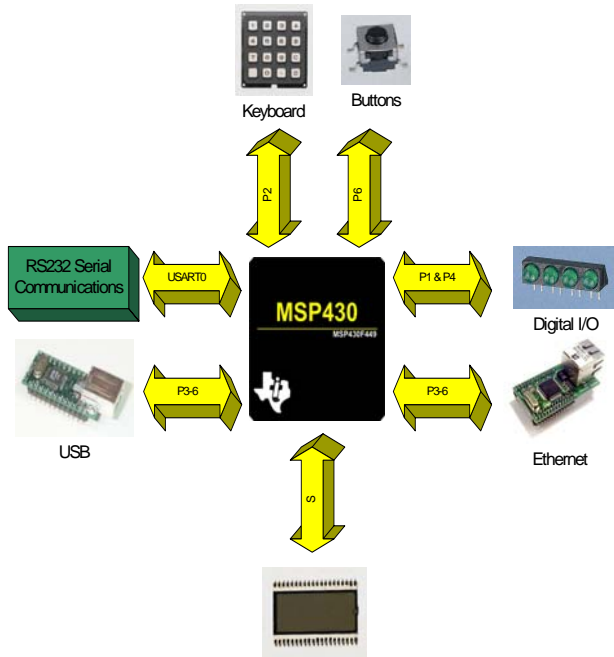 Keyboard
Buttons
P2
P6
RS232 Serial
Communications
USART0
MSP430
MSP430F449
P1 & P4
Digital I/O
USB
P3-6
P3-6
Ethernet
S